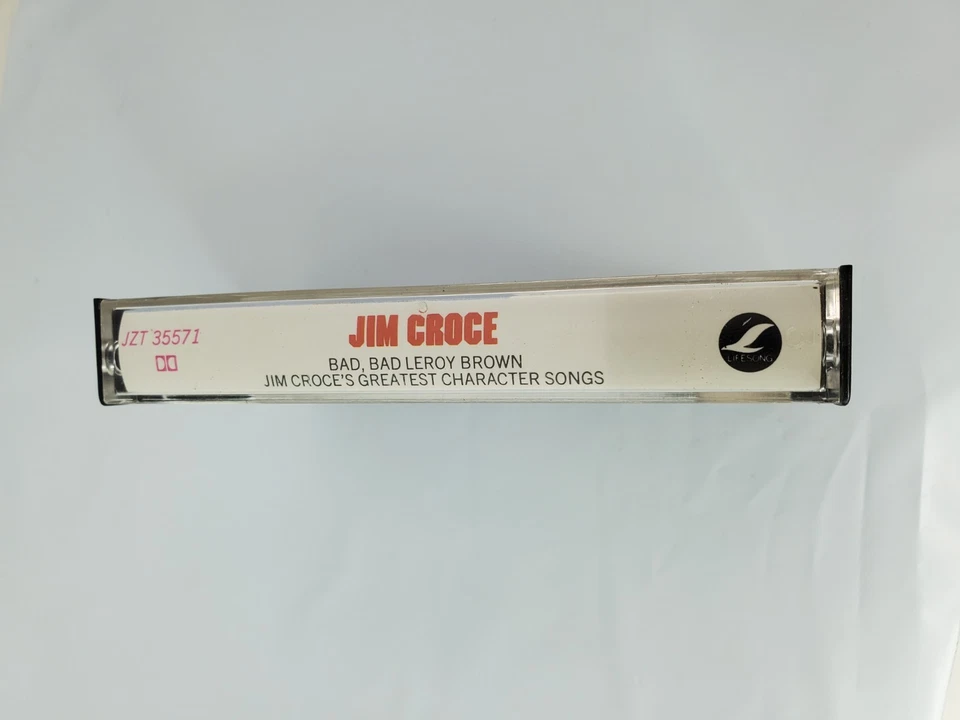 JZT 35571
JIM CROCE
BAD, BAD LEROY BROWN
JIM CROCE'S GREATEST CHARACTER SONGS
LIFESONG